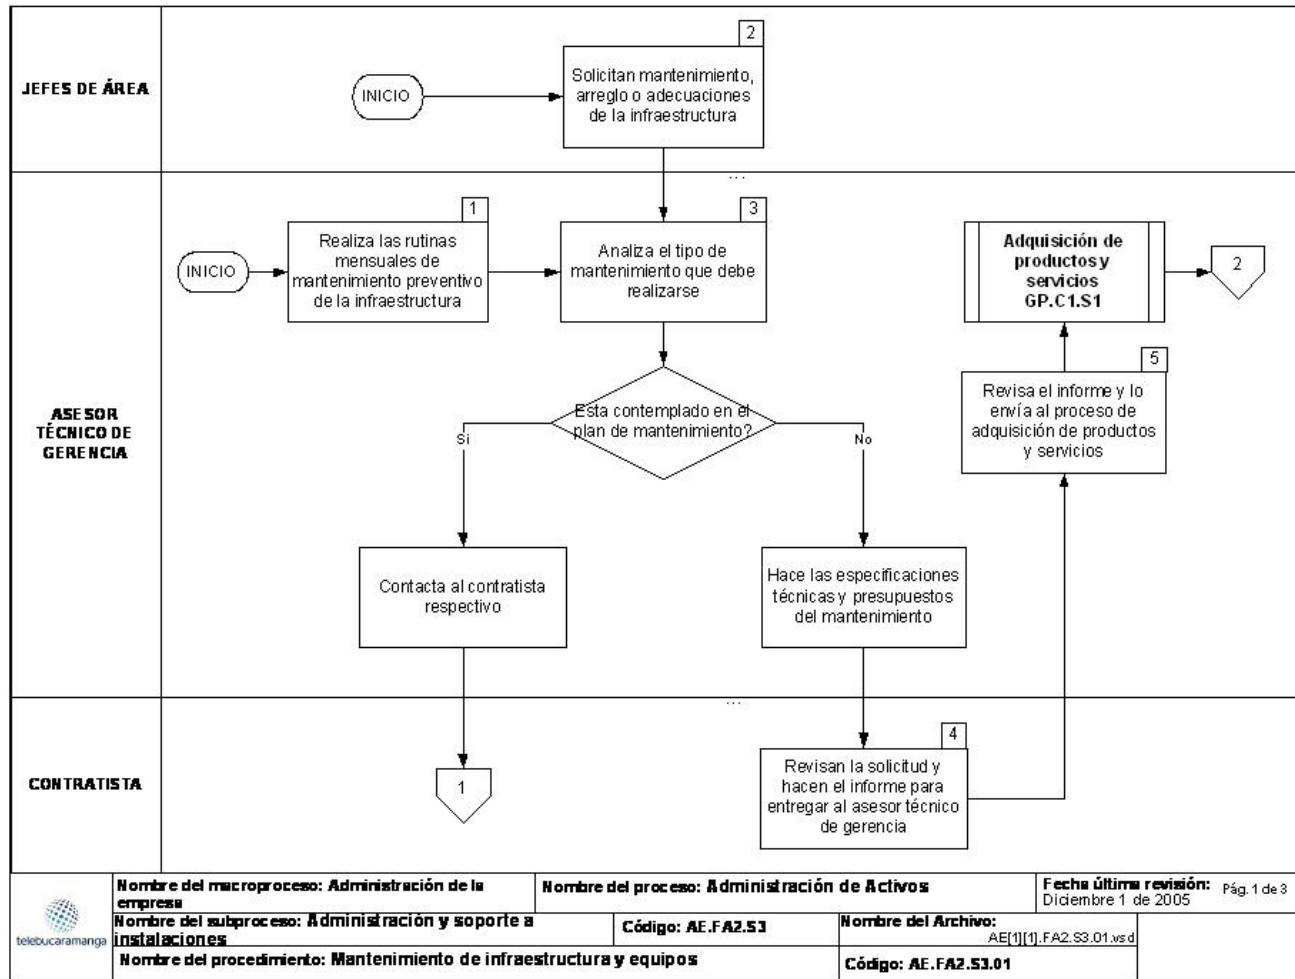 JEFES DE ÁREA
INICIO
2
Solicitan mantenimiento,
arreglo o adecuaciones
de la infraestructura
...
ASESOR
TÉCNICO DE
GERENCIA
INICIO
1
Realiza las rutinas
mensuales de
mantenimiento preventivo
de la infraestructura
3
Analiza el tipo de
mantenimiento que debe
realizarse
Adquisición de
productos y
servicios
GP.C1.S1
2
5
Revisa el informe y lo
envía al proceso de
adquisición de productos
y servicios
Esta contemplado en el
plan de mantenimiento?
Si
No
Contacta al contratista
respectivo
Hace las especificaciones
técnicas y presupuestos
del mantenimiento
...
CONTRATISTA
1
4
Revisan la solicitud y
hacen el informe para
entregar al asesor técnico
de gerencia
telebucaramanga
Nombre del macroproceso: Administración de la
empresa
Nombre del proceso: Administración de Activos
Fecha última revisión:
Diciembre 1 de 2005
Pág. 1 de 3
Nombre del subproceso: Administración y soporte a
instalaciones
Código: AE.FA2.S3
Nombre del Archivo:
AE[1][1].FA2.S3.01.vsd
Nombre del procedimiento: Mantenimiento de infraestructura y equipos
Código: AE.FA2.S3.01